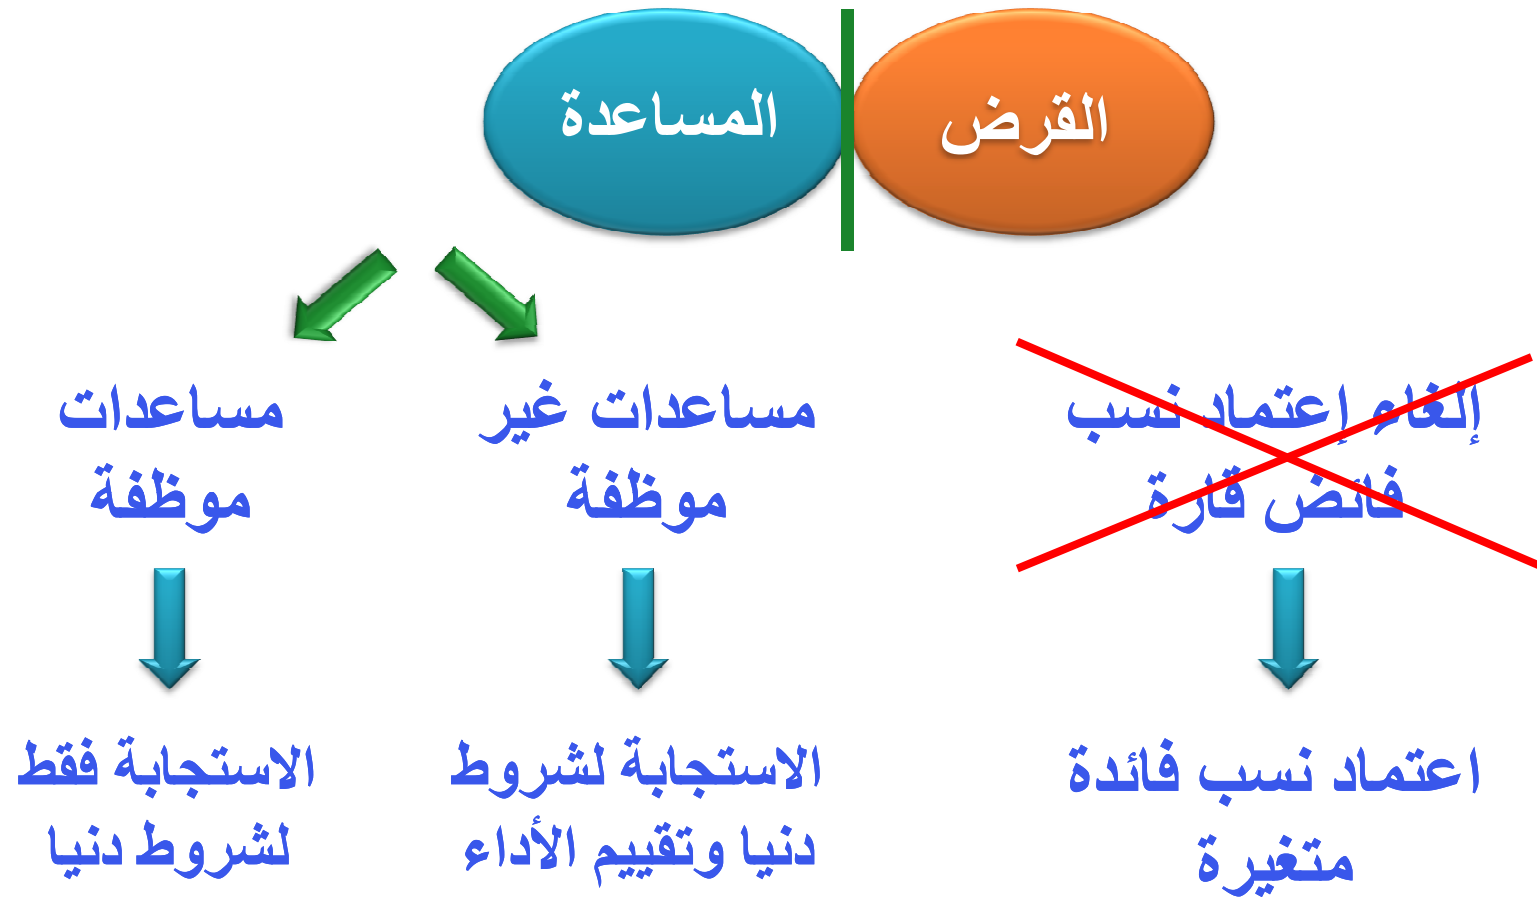 القرض
المساعدة
إلغاء إعتماد نسب
فائض قارة
مساعدات غير
موظفة
مساعدات
موظفة
اعتماد نسب فائدة
متغيرة
الاستجابة لشروط
دنيا وتقييم الأداء
الاستجابة فقط
لشروط دنيا